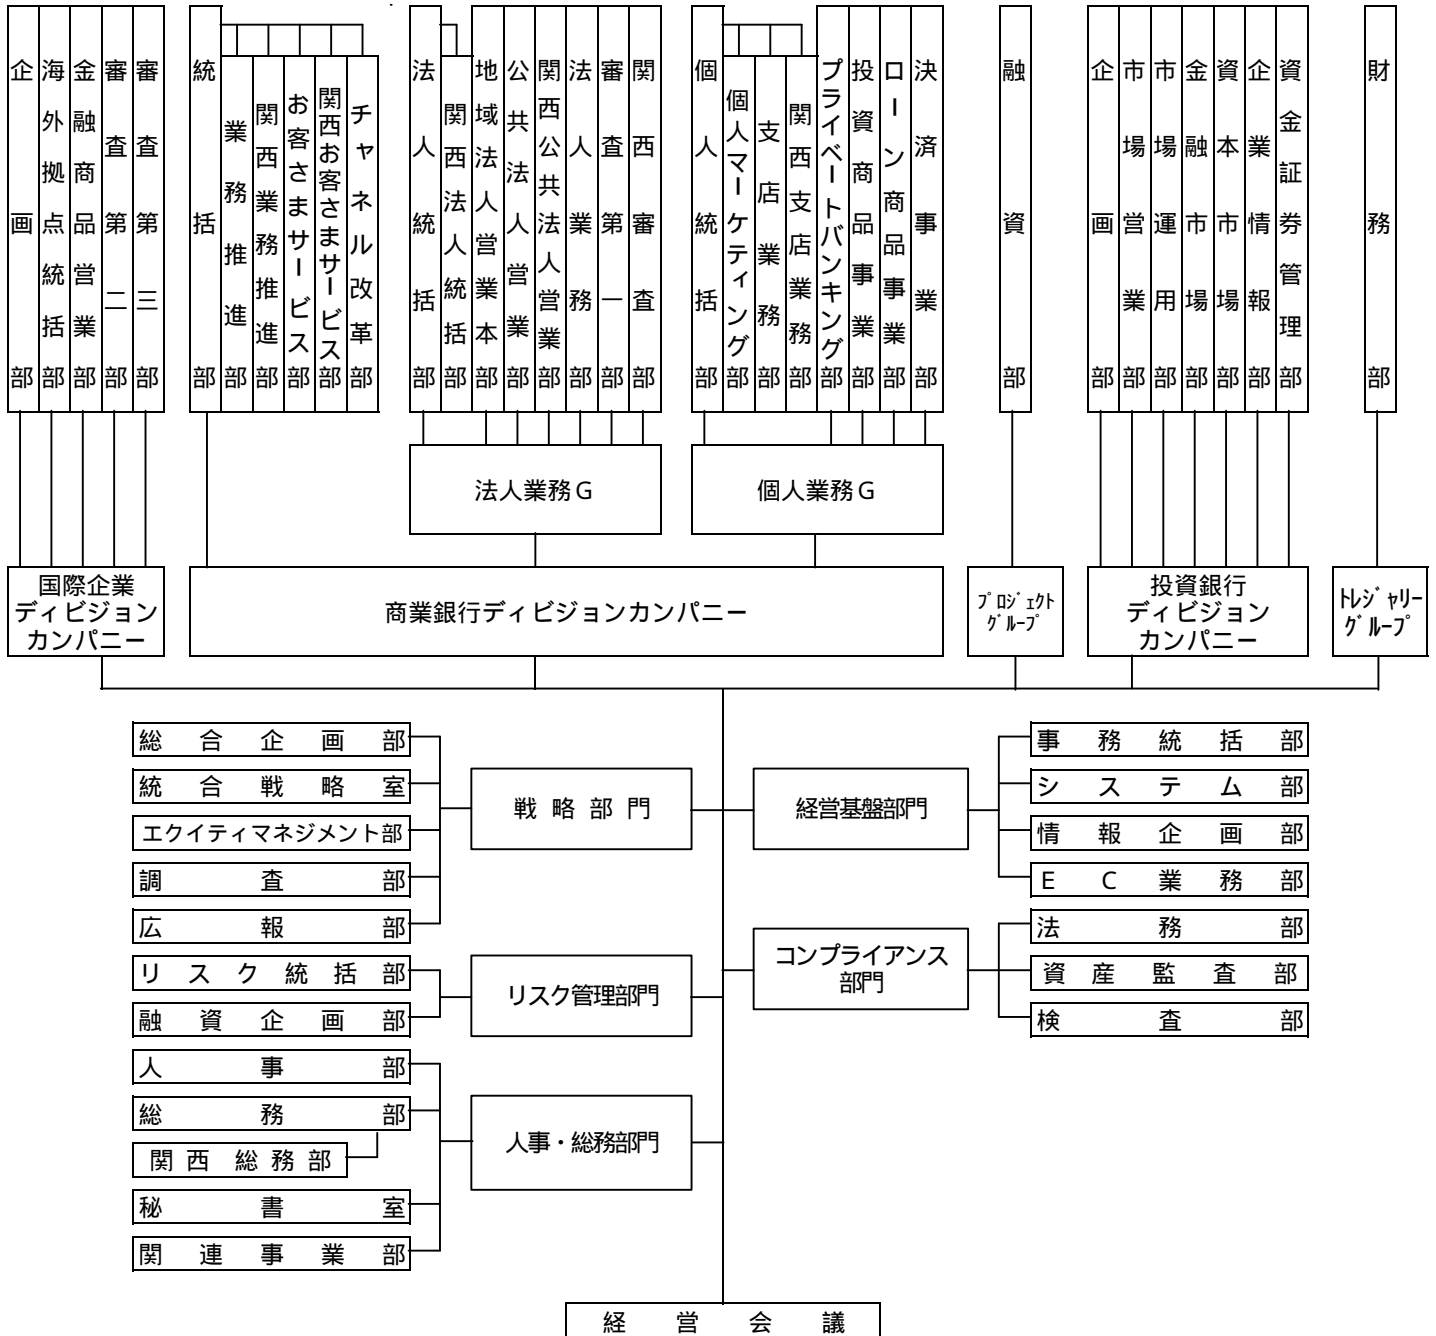 企画部
海外拠点統括部
金融商品営業部
審査第二部
審査第三部
統括部
業務推進部
関西業務推進部
お客さまサービス部
関西お客さまサービス部
チャネル改革部
法人統括部
関西法人統括部
地域法人営業本部
公共法人営業部
関西公共法人営業部
法人業務部
審査第一部
関西審査部
個人統括部
個人マーケティング部
支店業務部
関西支店業務部
プライベートバンキング部
投資商品事業部
ローン商品事業部
決済事業部
融資部
企画部
市場営業部
市場運用部
金融市場部
資本市場部
企業情報部
資金証券管理部
財務部
法人業務G
個人業務G
国際企業
ディビジョン
カンパニー
商業銀行ディビジョンカンパニー
ﾌﾟﾛｼﾞｪｸﾄ
ｸﾞﾙｰﾌﾟ
投資銀行
ディビジョン
カンパニー
ﾄﾚｼﾞｬﾘｰ
ｸﾞﾙｰﾌﾟ
総合企画部
統合戦略室
エクイティマネジメント部
調査部
広報部
リスク統括部
融資企画部
人事部
総務部
関西総務部
秘書室
関連事業部
戦略部門
リスク管理部門
人事・総務部門
経営基盤部門
コンプライアンス
部門
事務統括部
システム部
情報企画部
EC業務部
法務部
資産監査部
検査部
経営会議